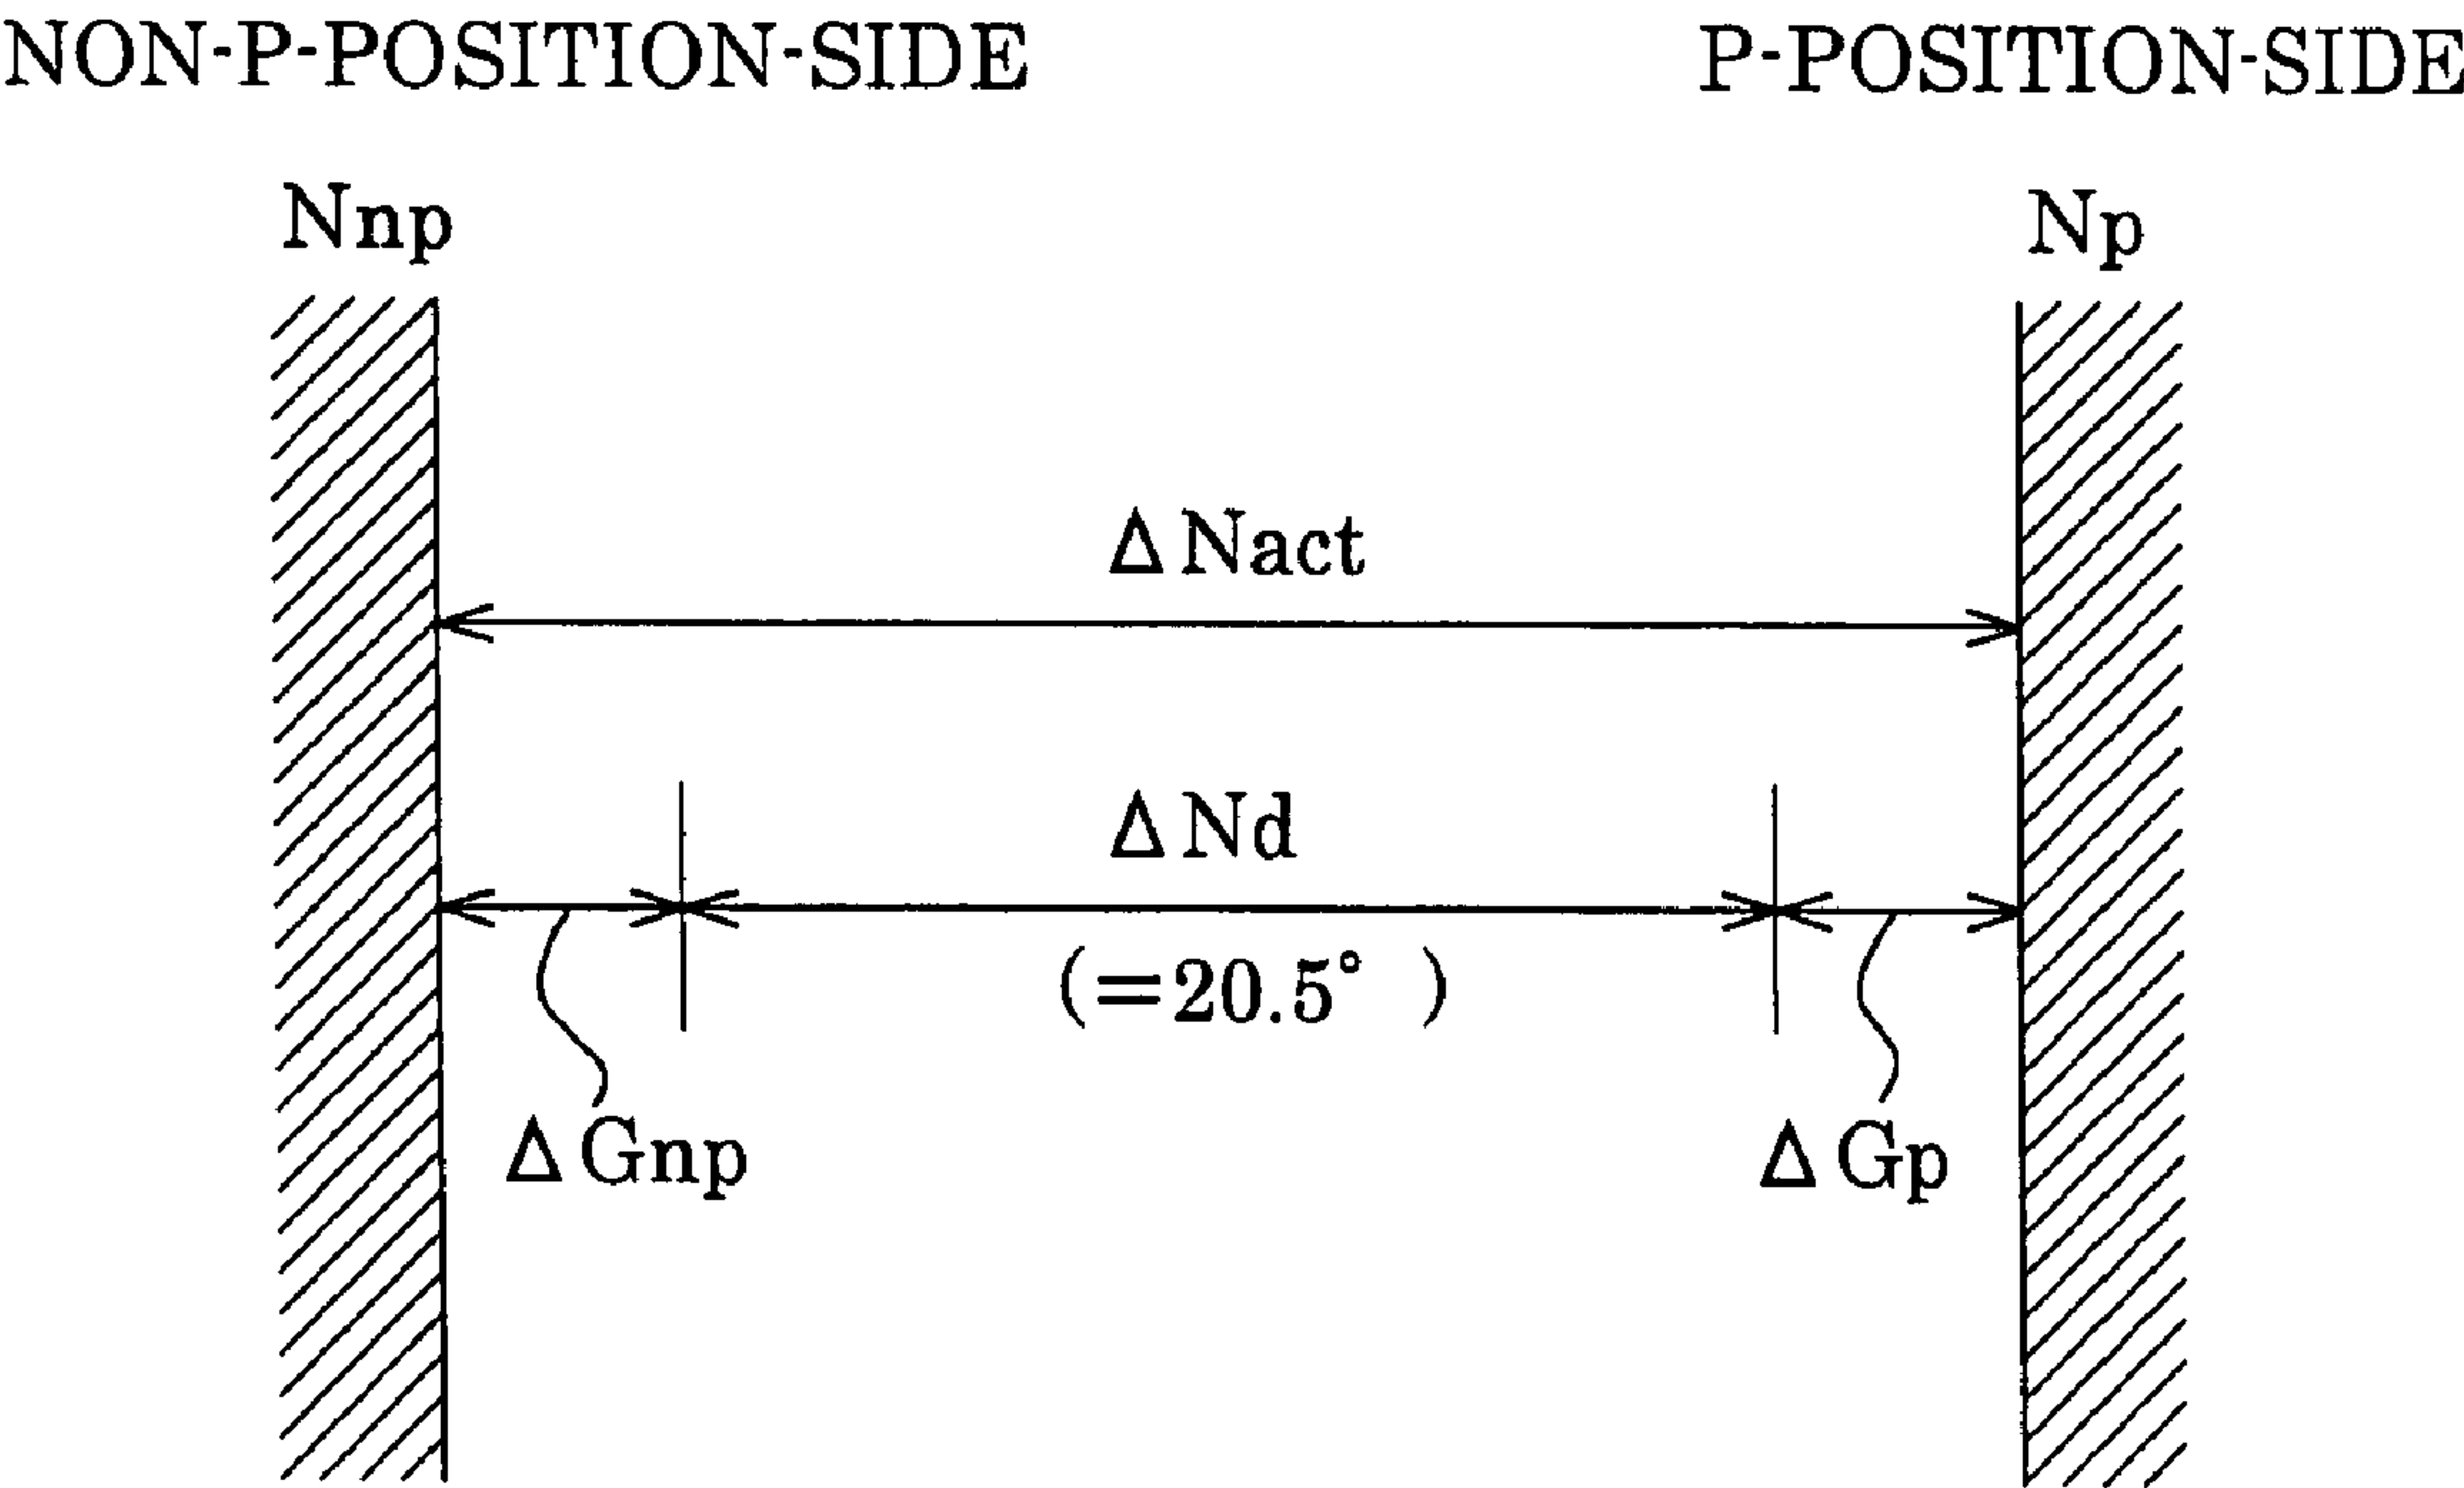 NON-P-POSITION-SIDE P-POSITION-SIDE
Nnp Np
ΔNact
ΔNd
(=20.5° )
ΔGnp ΔGp